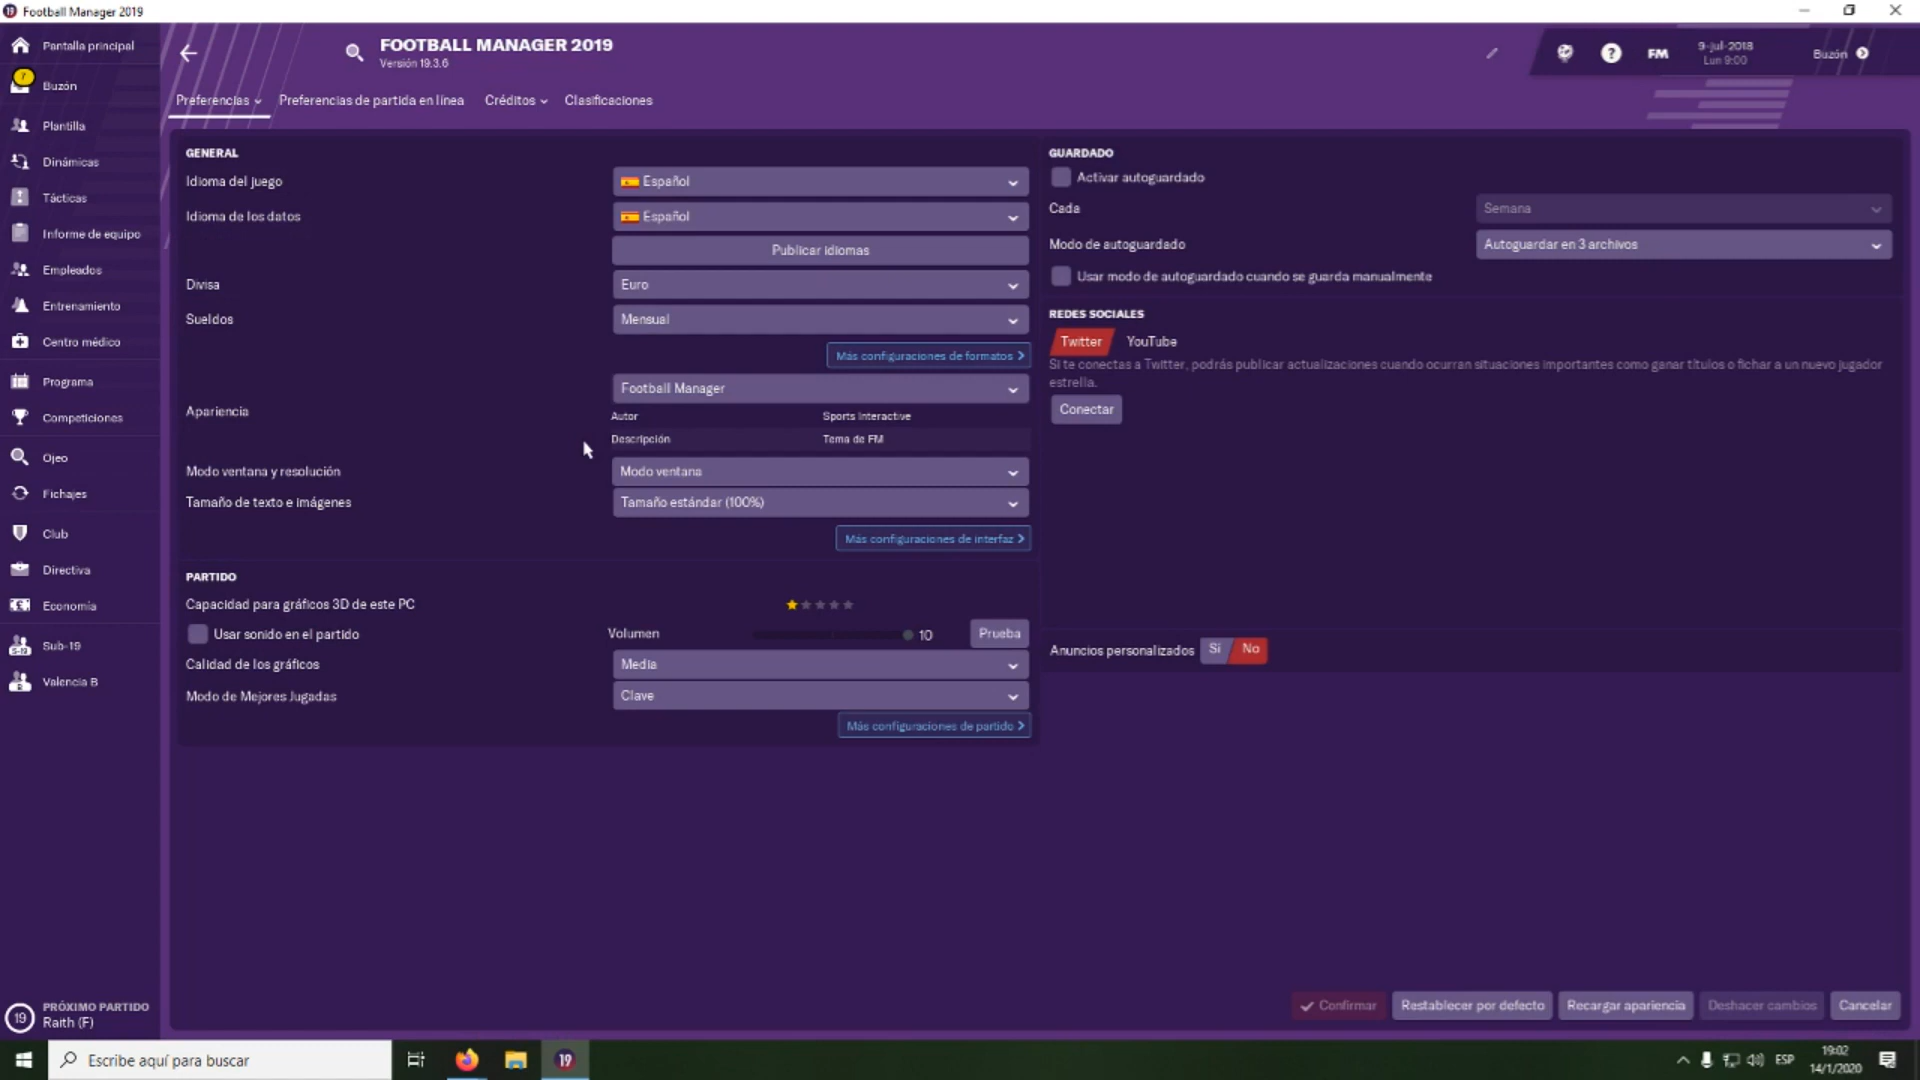 Football Manager 2019
Pantalla principal
7
Buzón
Plantilla
Dinámicas
Tácticas
Informe de equipo
Empleados
Entrenamiento
Centro médico
Programa
Competiciones
Ojeo
Fichajes
Club
Directiva
Economía
Sub-19
Valencia B
19 PRÓXIMO PARTIDO
Raith (F)
FOOTBALL MANAGER 2019
Versión 19.3.6
? FM 9-jul-2018 Buzón
Lun 9:00
Preferencias Preferencias de partida en línea Créditos Clasificaciones
GENERAL
Idioma del juego Español
Idioma de los datos Español
Publicar idiomas
Divisa Euro
Sueldos Mensual
Más configuraciones de formatos
Football Manager
Apariencia
Autor Sports Interactive
Descripción Tema de FM
Modo ventana y resolución Modo ventana
Tamaño de texto e imágenes Tamaño estándar (100%)
Más configuraciones de interfaz
PARTIDO
Capacidad para gráficos 3D de este PC
Usar sonido en el partido Volumen 10 Prueba
Calidad de los gráficos Media
Modo de Mejores Jugadas Clave
Más configuraciones de partido
GUARDADO
Activar autoguardado
Cada Semana
Modo de autoguardado Autoguardar en 3 archivos
Usar modo de autoguardado cuando se guarda manualmente
REDES SOCIALES
Twitter YouTube
Si te conectas a Twitter, podrás publicar actualizaciones cuando ocurran situaciones importantes como ganar títulos o fichar a un nuevo jugador
estrella.
Conectar
Anuncios personalizados Sí No
Confirmar Restablecer por defecto Recargar apariencia Deshacer cambios Cancelar
Escribe aquí para buscar
19
ESP
19:02
14/1/2020